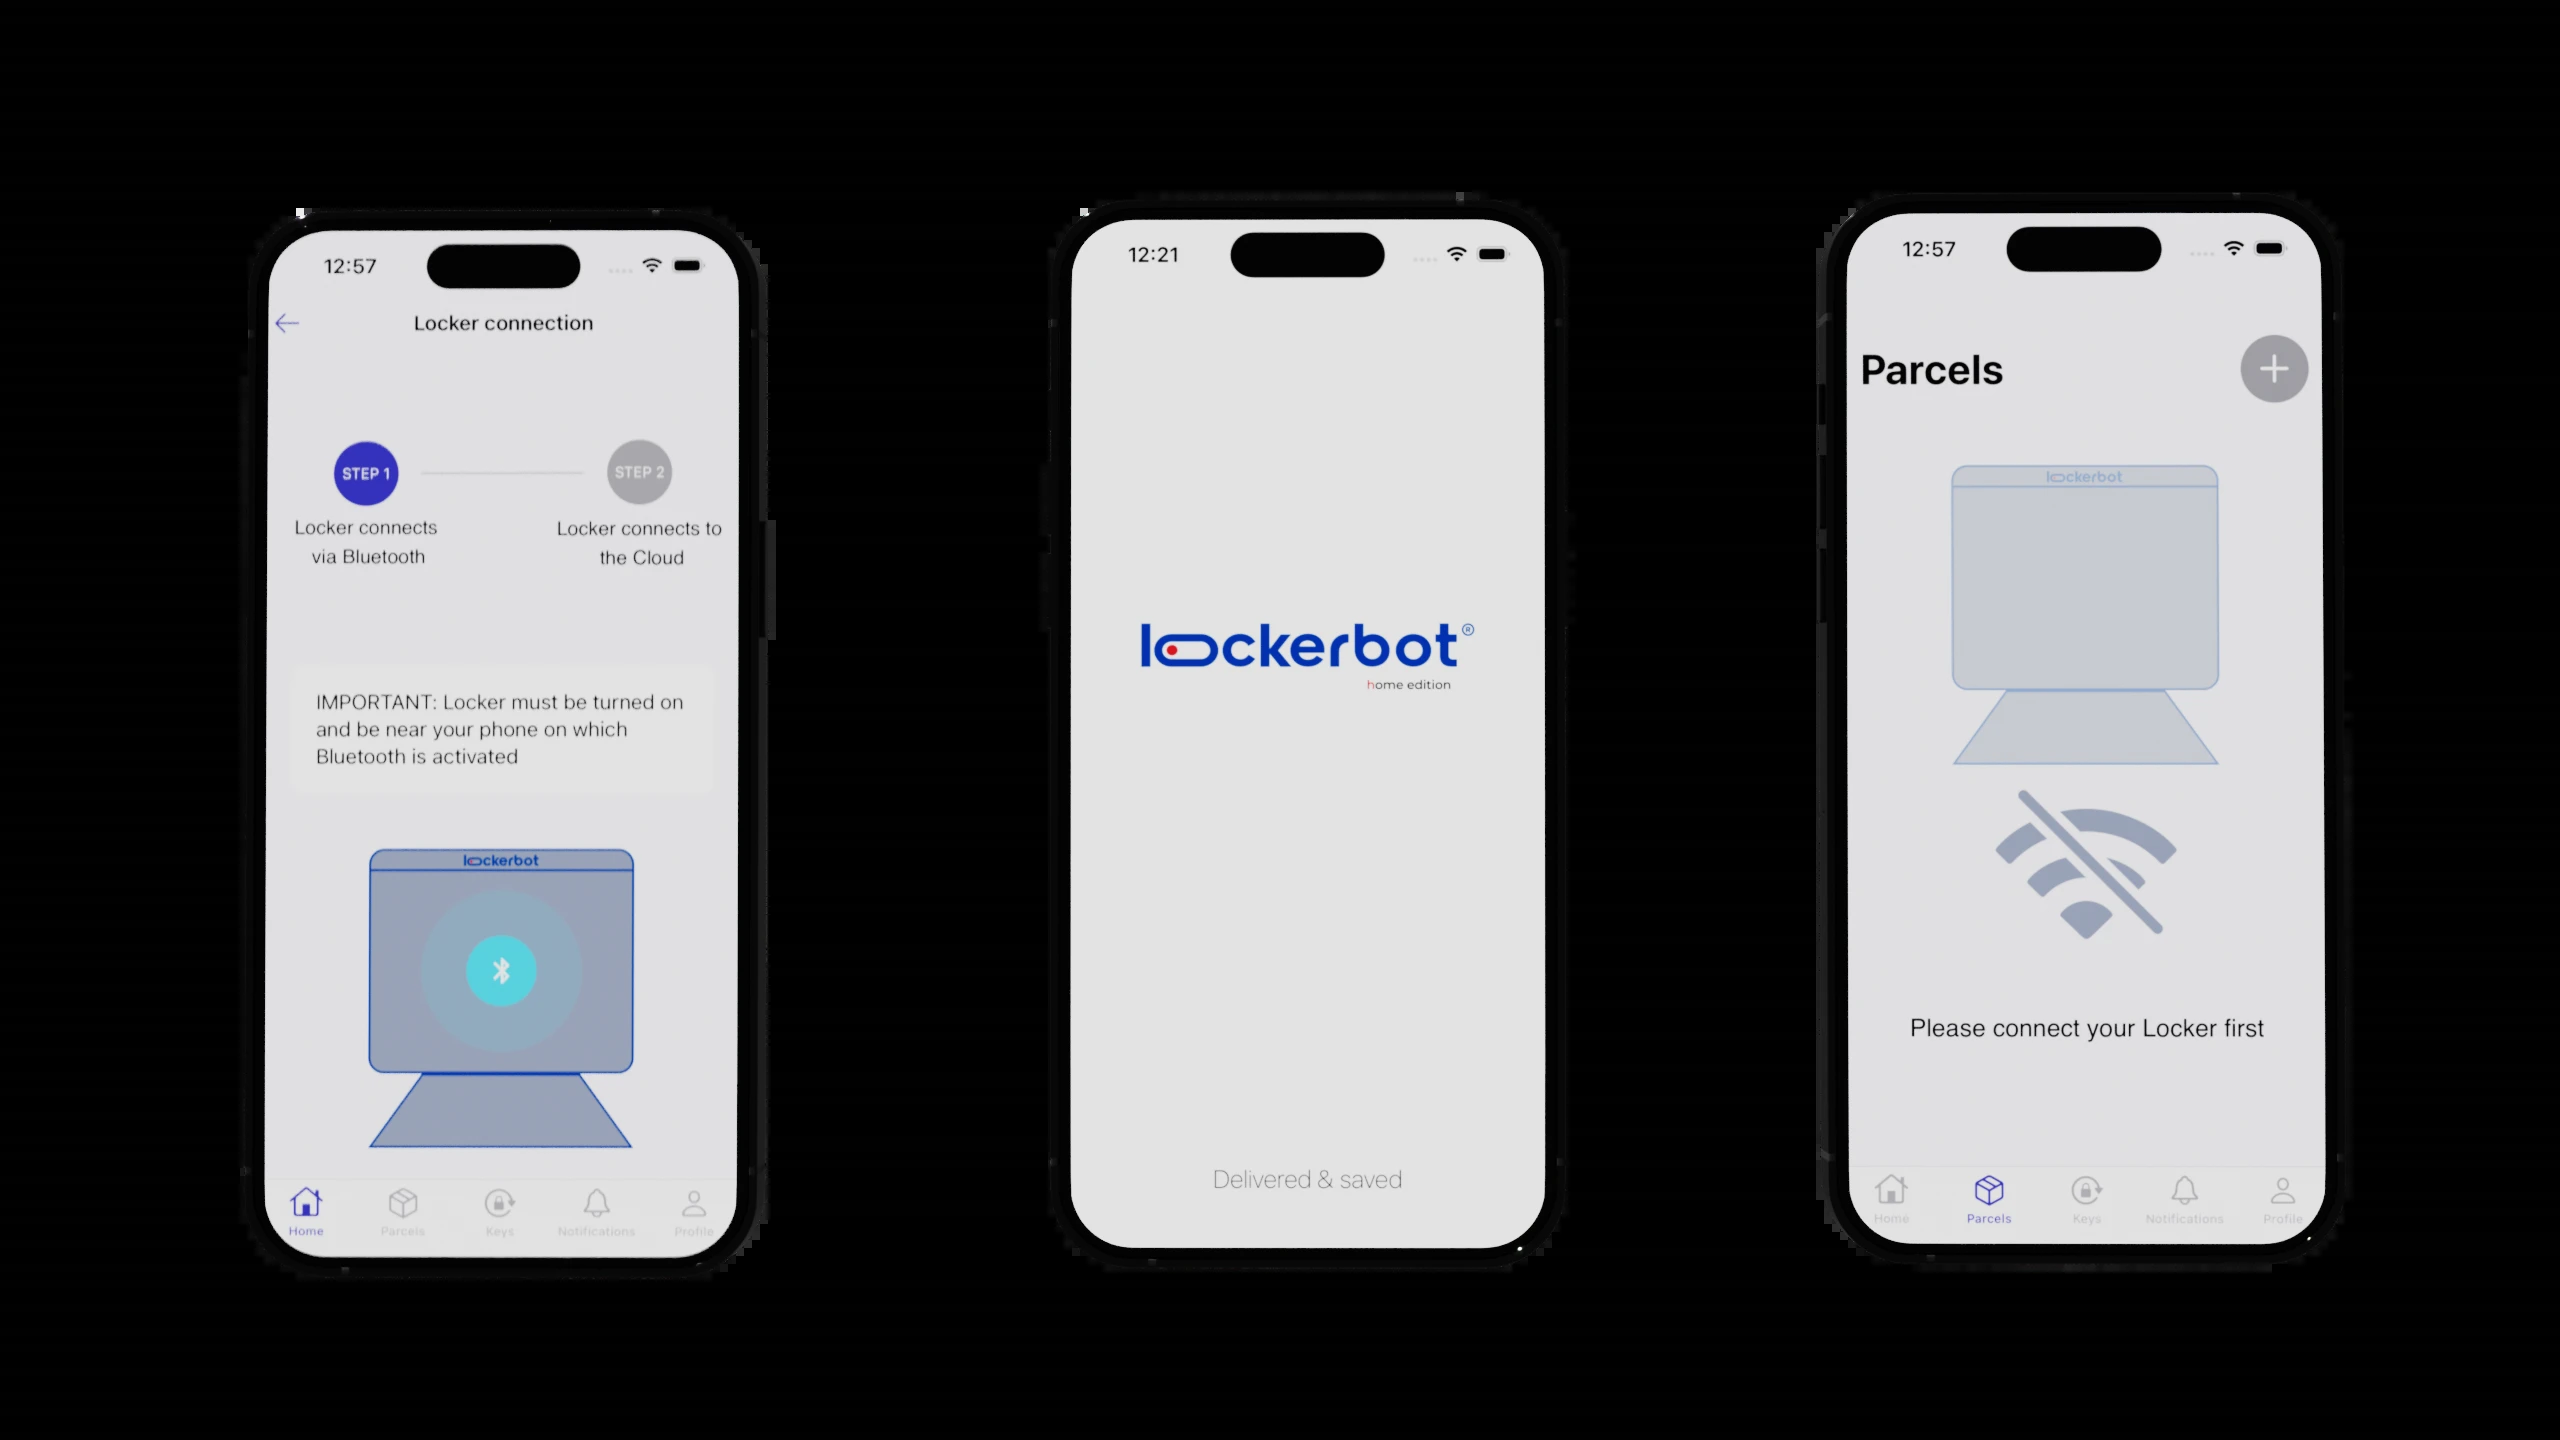 12:57
Locker connection
STEP 1
STEP 2
Locker connects
via Bluetooth
Locker connects to
the Cloud
IMPORTANT: Locker must be turned on
and be near your phone on which
Bluetooth is activated
lockerbot
Home
Parcels
Keys
Notifications
Profile
12:21
lockerbot®
home edition
Delivered & saved
12:57
Parcels
lockerbot
Please connect your Locker first
Home
Parcels
Keys
Notifications
Profile